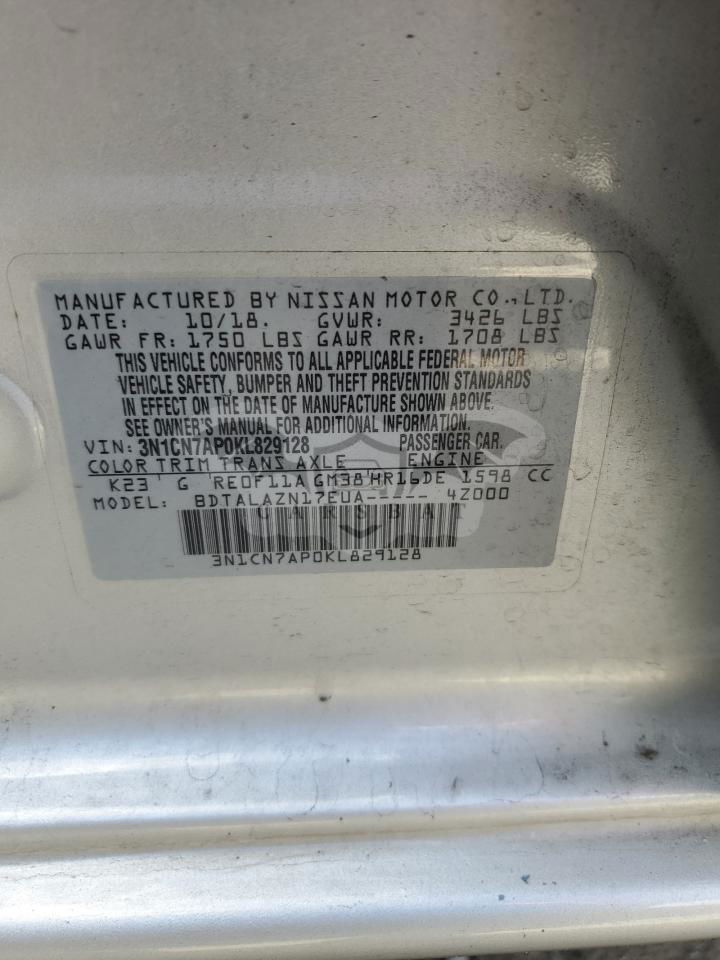 MANUFACTURED BY NISSAN MOTOR CO., LTD.
DATE: 10/18. GVWR: 3426 LBS
GAWR FR: 1750 LBS GAWR RR: 1708 LBS
THIS VEHICLE CONFORMS TO ALL APPLICABLE FEDERAL MOTOR
VEHICLE SAFETY, BUMPER AND THEFT PREVENTION STANDARDS
IN EFFECT ON THE DATE OF MANUFACTURE SHOWN ABOVE.
SEE OWNER'S MANUAL FOR ADDITIONAL INFORMATION.
VIN: 3N1CN7AP0KL829128 PASSENGER CAR.
COLOR TRIM TRANS AXLE ENGINE
K23 G RE0F11A GM38 HR16DE 1598 CC
MODEL: BDTALAZN17EUA----- 4Z000
CARSBAT
3N1CN7AP0KL829128